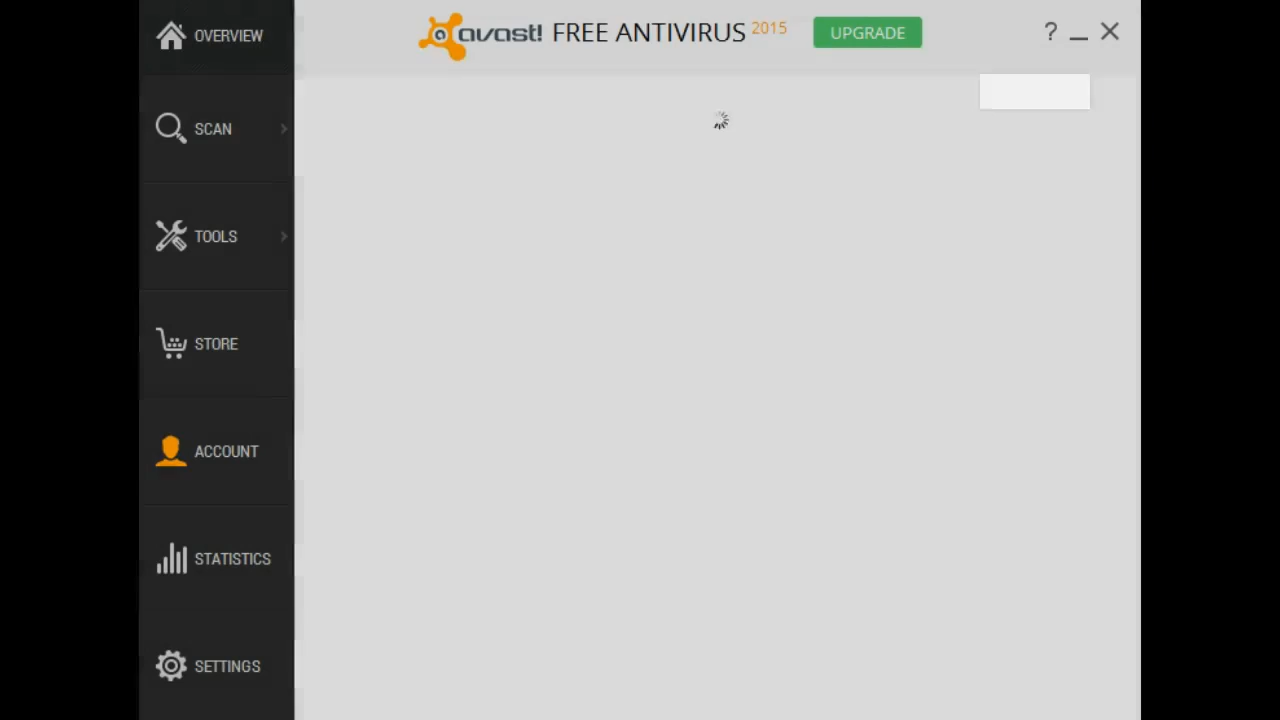 OVERVIEW
avast! FREE ANTIVIRUS 2015
UPGRADE
?
SCAN
TOOLS
STORE
ACCOUNT
STATISTICS
SETTINGS